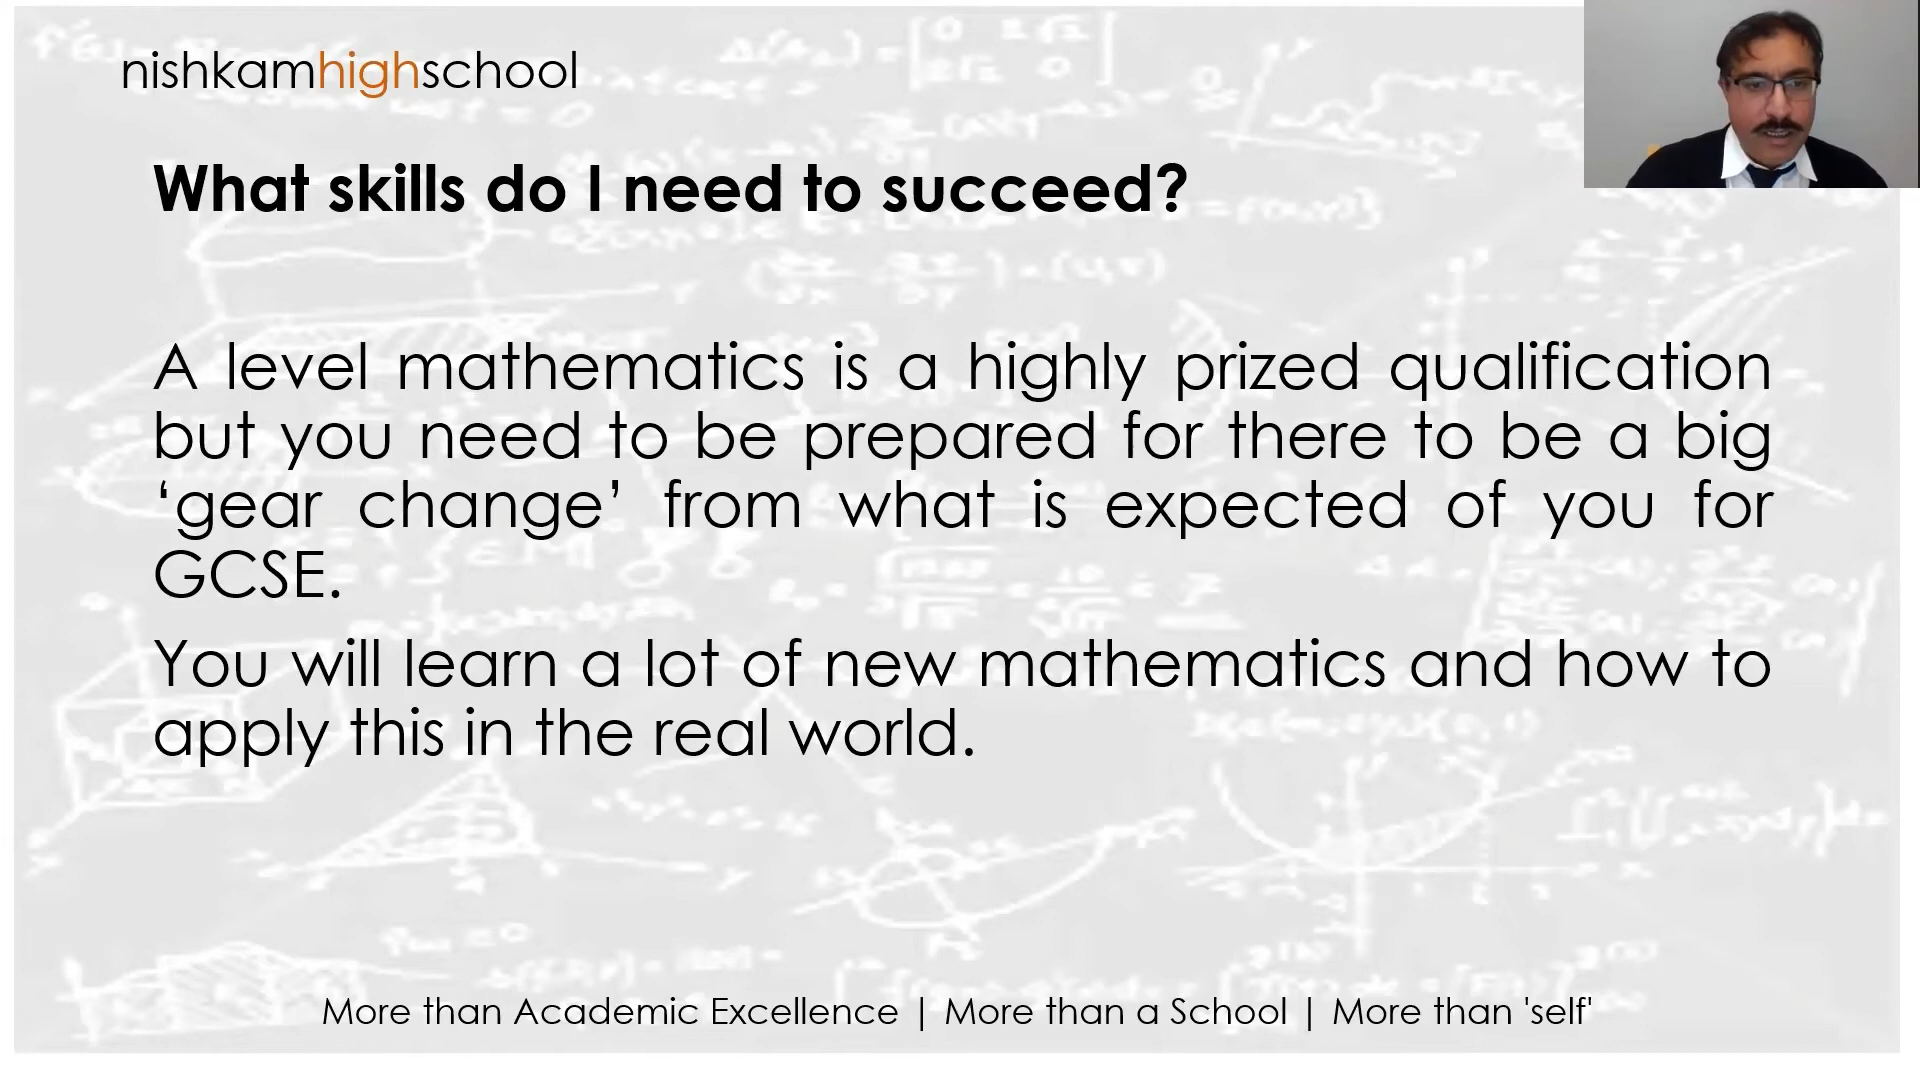 nishkamhighschool
What skills do I need to succeed?
A level mathematics is a highly prized qualification
but you need to be prepared for there to be a big
‘gear change’ from what is expected of you for
GCSE.
You will learn a lot of new mathematics and how to
apply this in the real world.
More than Academic Excellence | More than a School | More than 'self'